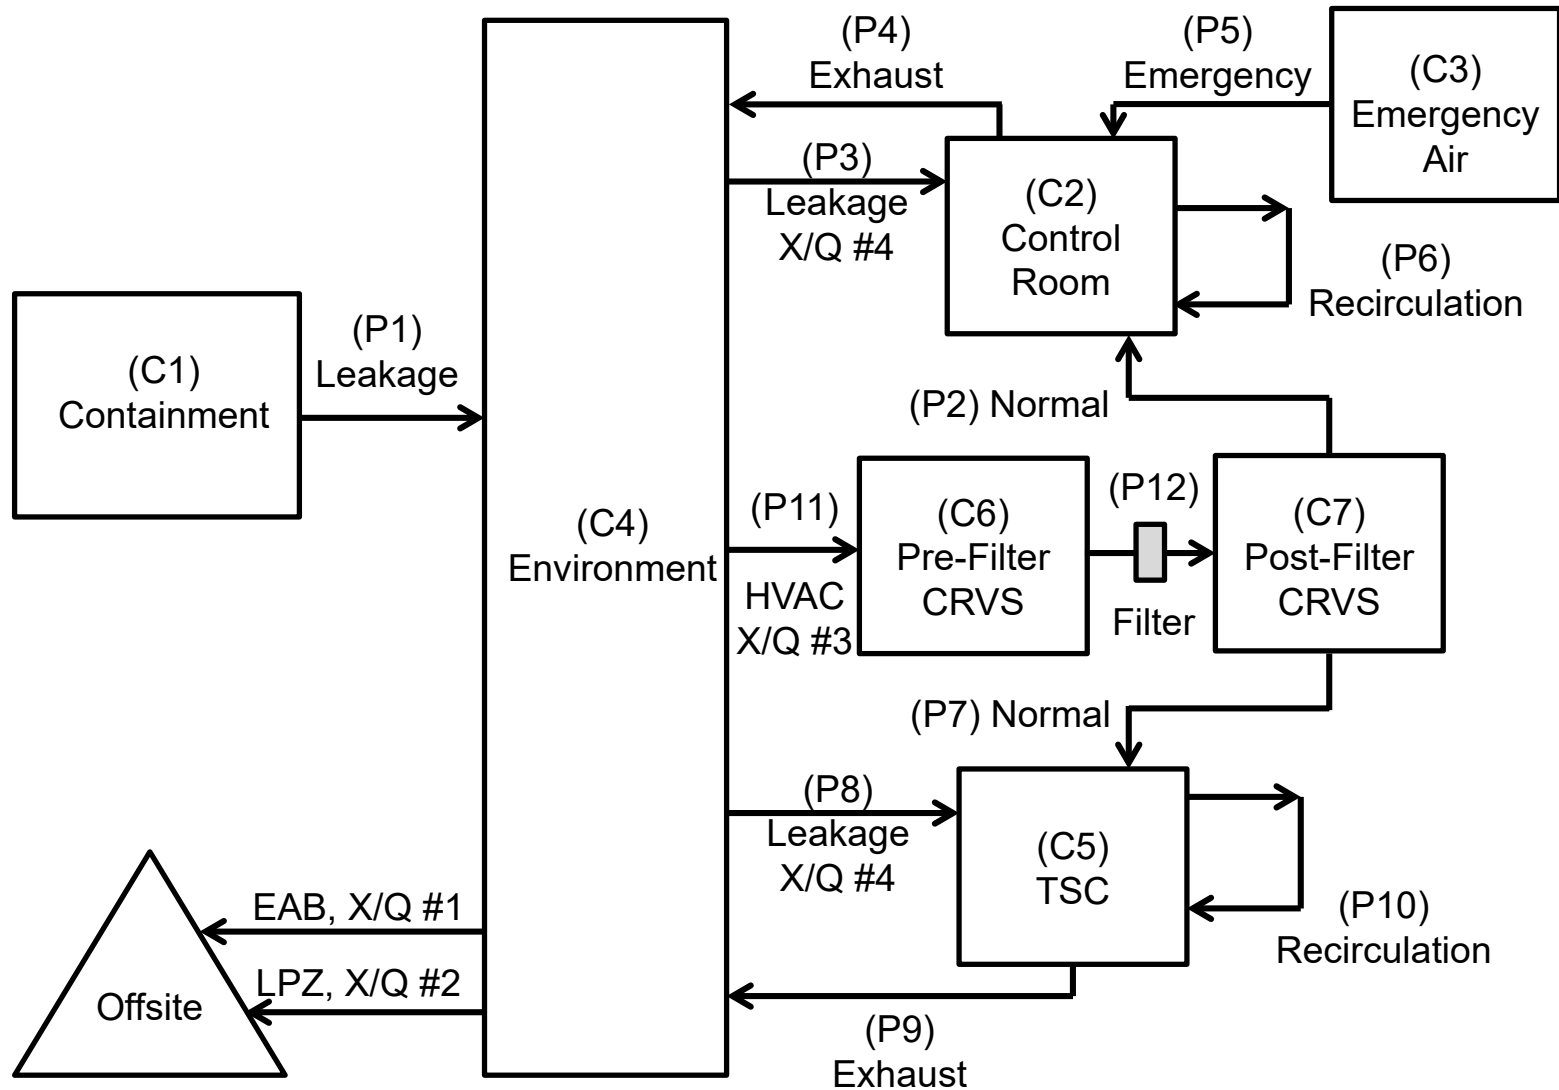 (P4)
Exhaust
(P5)
Emergency
(C3)
Emergency
Air
(P3)
Leakage
X/Q #4
(C2)
Control
Room
(P6)
Recirculation
(C1)
Containment
(P1)
Leakage
(P2) Normal
(C4)
Environment
(P11)
HVAC
X/Q #3
(C6)
Pre-Filter
CRVS
(P12)
Filter
(C7)
Post-Filter
CRVS
(P7) Normal
(P8)
Leakage
X/Q #4
(C5)
TSC
(P10)
Recirculation
EAB, X/Q #1
LPZ, X/Q #2
Offsite
(P9)
Exhaust